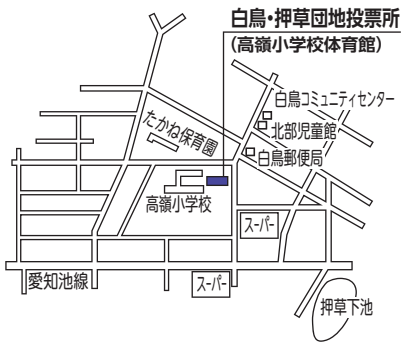 白鳥・押草団地投票所
(高嶺小学校体育館)
白鳥コミュニティセンター
たかね保育園
北部児童館
白鳥郵便局
高嶺小学校
スーパー
愛知池線
スーパー
押草下池